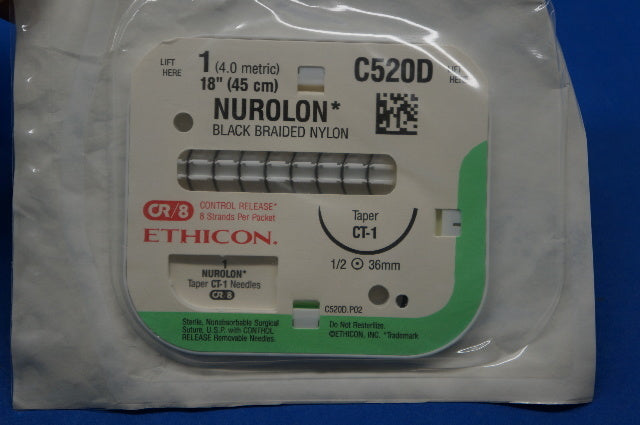 LIFT HERE
1 (4.0 metric)
18" (45 cm)
C520D
LIFT HERE
NUROLON*
BLACK BRAIDED NYLON
CR/8 CONTROL RELEASE*
8 Strands Per Packet
ETHICON.
Taper
CT-1
1/2 36mm
1
NUROLON*
Taper CT-1 Needles
CR/8
C520D.P02
Sterile, Nonabsorbable Surgical
Suture, U.S.P. with CONTROL
RELEASE Removable Needles.
Do Not Resterilize.
©ETHICON, INC. *Trademark